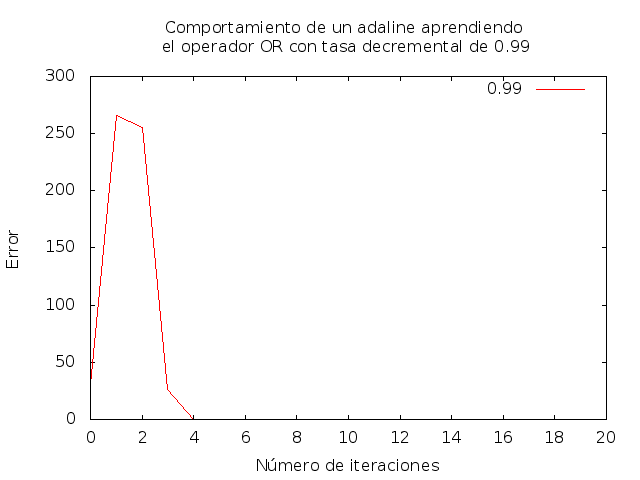 Comportamiento de un adaline aprendiendo
el operador OR con tasa decremental de 0.99
300
0.99
250
200
150
100
50
0
Error
0 2 4 6 8 10 12 14 16 18 20
Número de iteraciones